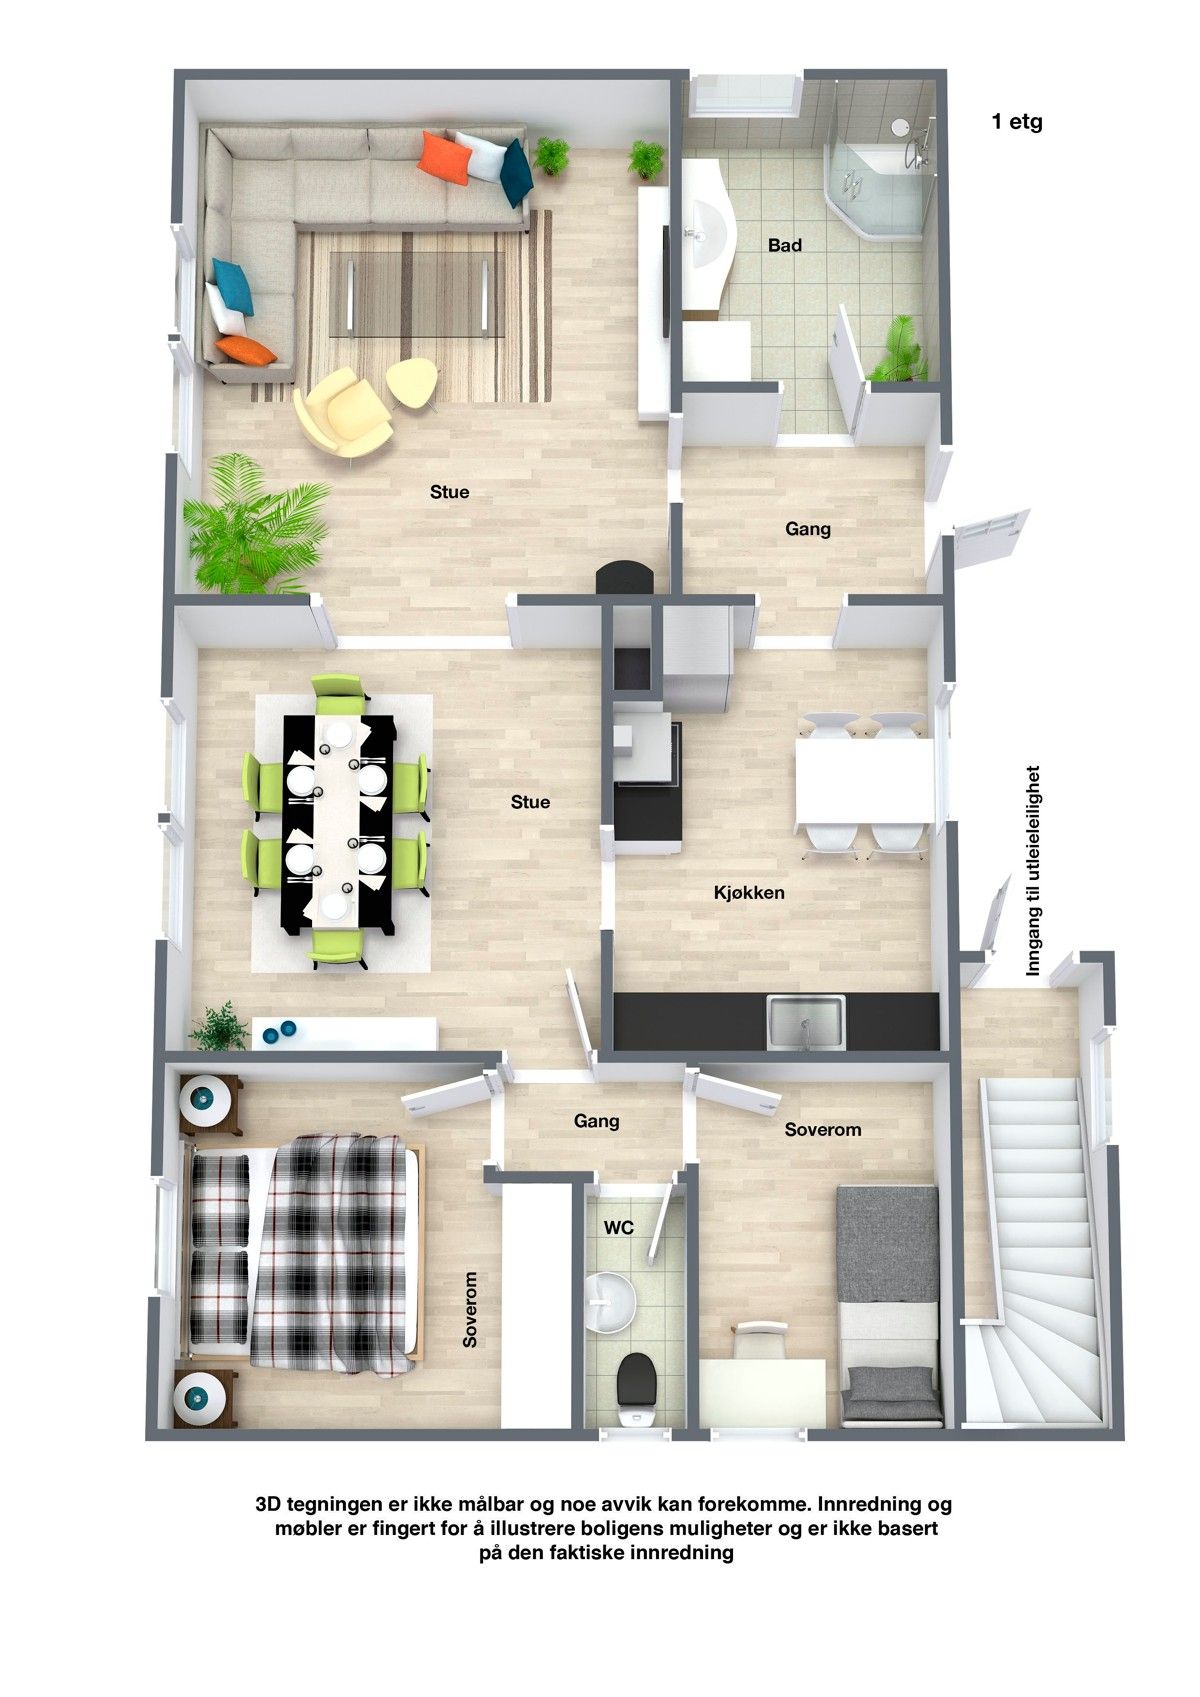 1 etg
Bad
Stue
Gang
Stue
Inngang til utleieleilighet
Kjøkken
Gang
Soverom
WC
Soverom
3D tegningen er ikke målbar og noe avvik kan forekomme. Innredning og
møbler er fingert for å illustrere boligens muligheter og er ikke basert
på den faktiske innredning